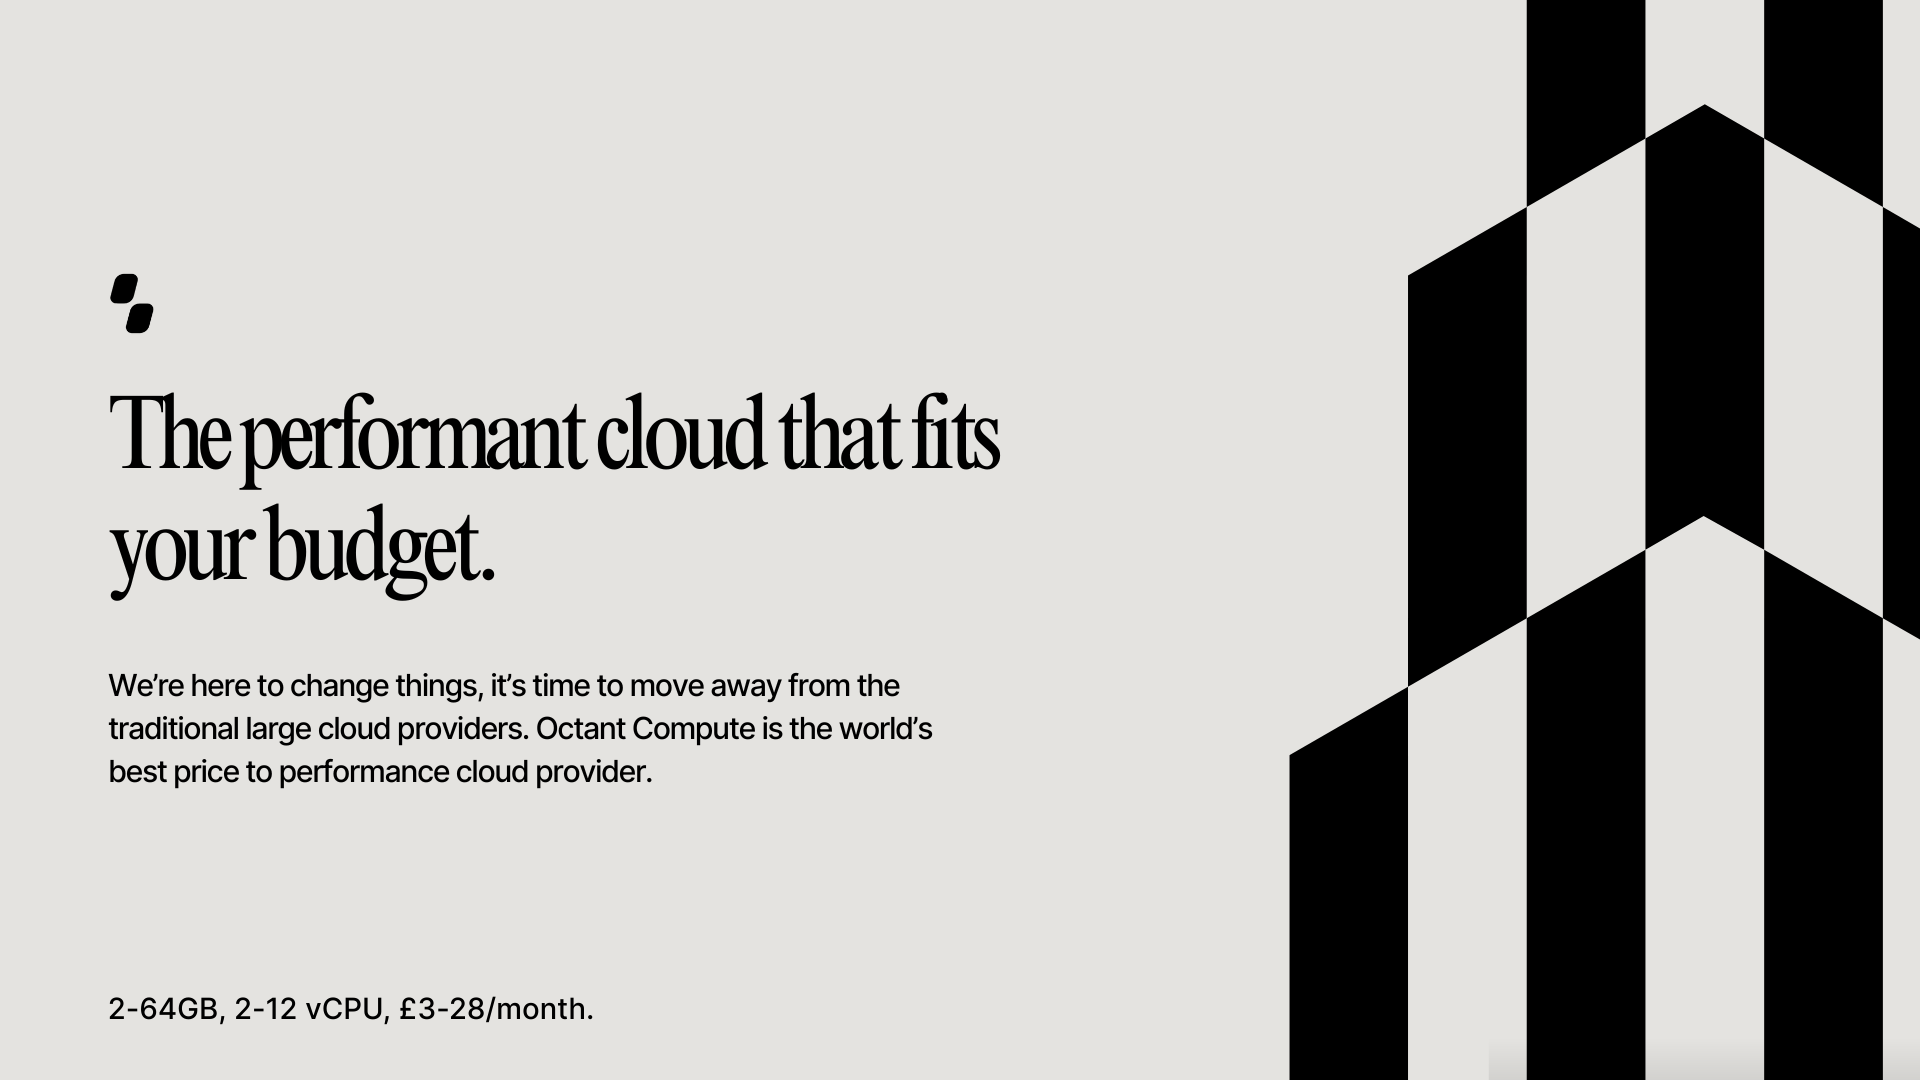 The performant cloud that fits
your budget.
We’re here to change things, it’s time to move away from the
traditional large cloud providers. Octant Compute is the world’s
best price to performance cloud provider.
2-64GB, 2-12 vCPU, £3-28/month.